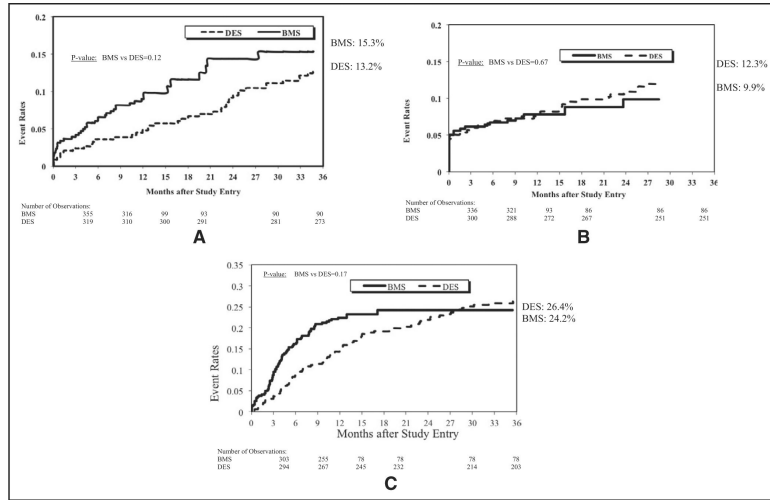 0.2
DES BMS
BMS: 15.3%
P-value: BMS vs DES=0.12
DES: 13.2%
0.15
0.1
0.05
0
Event Rates
0 3 6 9 12 15 18 21 24 27 30 33 36
Months after Study Entry
Number of Observations:
BMS 355 316 99 93 90 90
DES 319 310 300 291 281 273
A
0.2
BMS DES
P-value: BMS vs DES=0.67
DES: 12.3%
BMS: 9.9%
0.15
0.1
0.05
0
Event Rates
0 3 6 9 12 15 18 21 24 27 30 33 36
Months after Study Entry
Number of Observations:
BMS 336 321 93 86 86 86
DES 300 288 272 267 251 251
B
0.35
P-value: BMS vs DES=0.17
BMS DES
0.3
DES: 26.4%
BMS: 24.2%
0.25
0.2
0.15
0.1
0.05
0
Event Rates
0 3 6 9 12 15 18 21 24 27 30 33 36
Months after Study Entry
Number of Observations:
BMS 303 255 78 78 78 78
DES 294 267 245 232 214 203
C